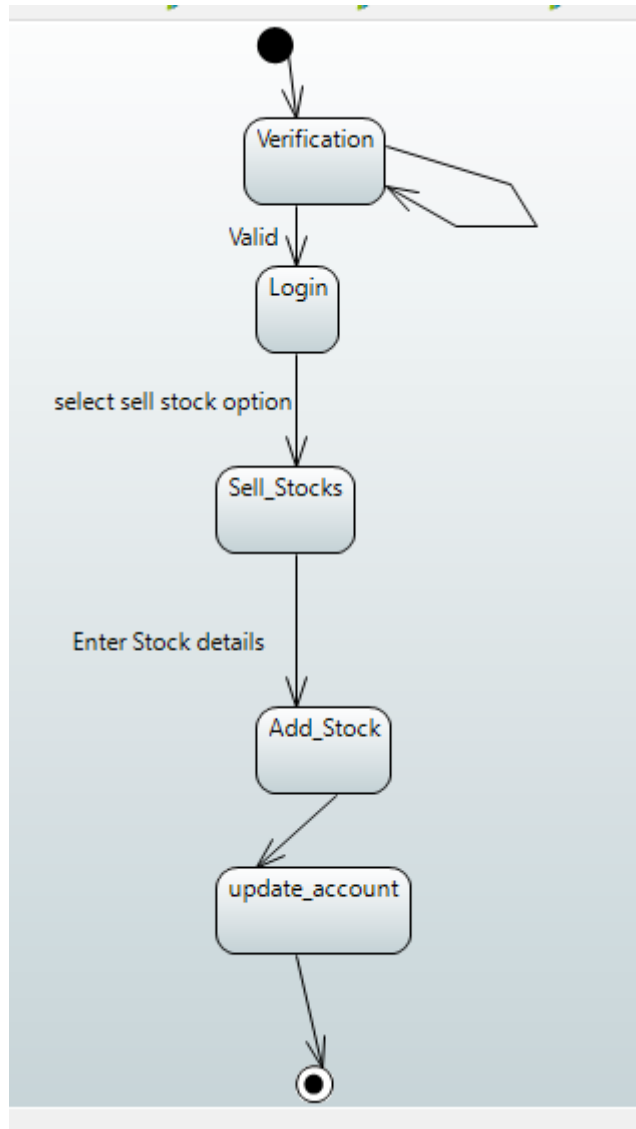 Verification
Valid
Login
select sell stock option
Sell_Stocks
Enter Stock details
Add_Stock
update_account